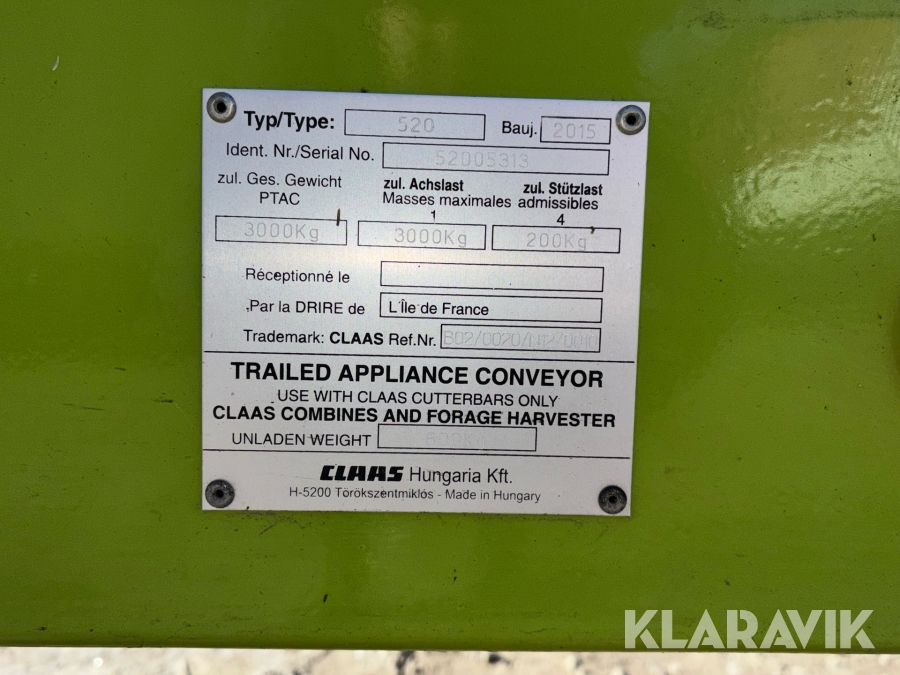 Typ/Type: 520 Bauj. 2015
Ident. Nr./Serial No. 52005313
zul. Ges. Gewicht zul. Achslast zul. Stützlast
PTAC Masses maximales admissibles
1 4
3000Kg 3000Kg 200Kg
Réceptionné le
Par la DRIRE de L'Île de France
Trademark: CLAAS Ref.Nr.
TRAILED APPLIANCE CONVEYOR
USE WITH CLAAS CUTTERBARS ONLY
CLAAS COMBINES AND FORAGE HARVESTER
UNLADEN WEIGHT
CLAAS Hungaria Kft.
H-5200 Törökszentmiklós - Made in Hungary
KLARAVIK